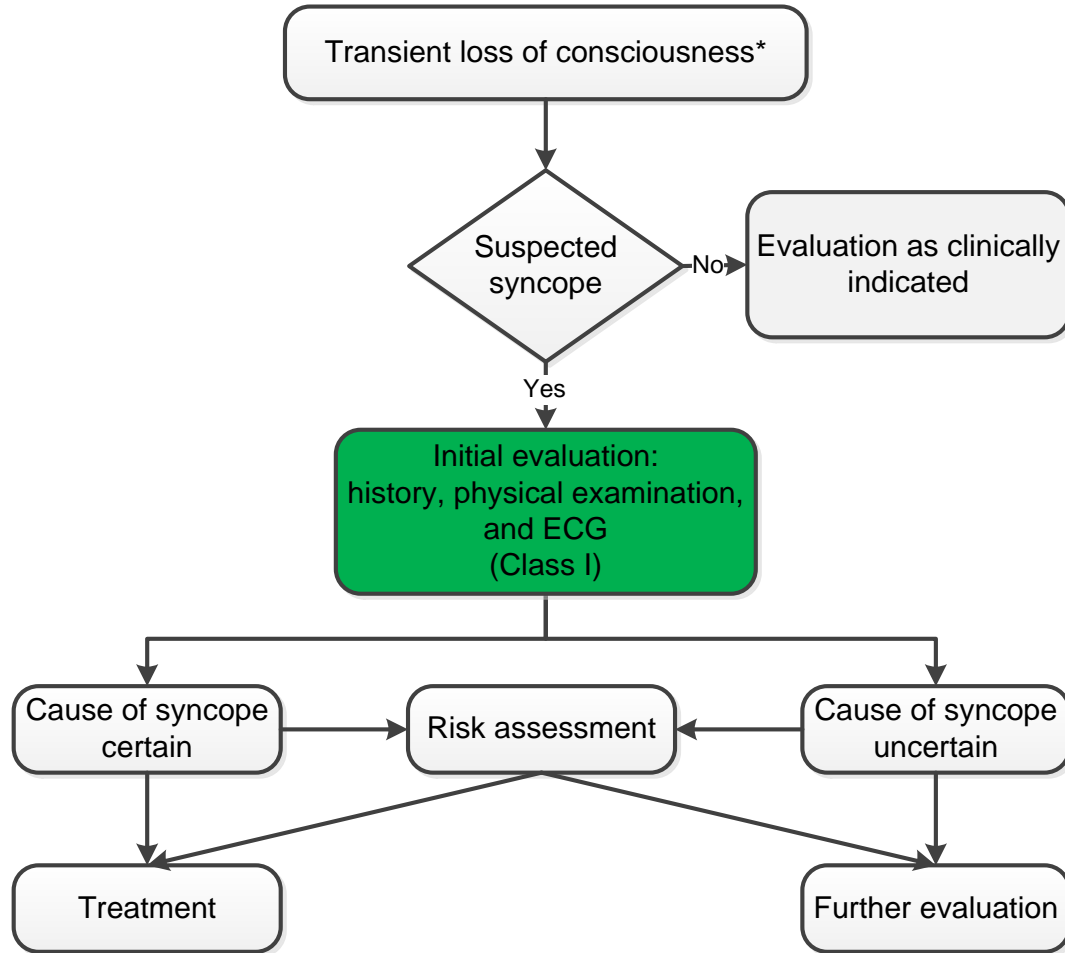 Transient loss of consciousness*
Suspected
syncope
No
Evaluation as clinically
indicated
Yes
Initial evaluation:
history, physical examination,
and ECG
(Class I)
Cause of syncope
certain
Risk assessment
Cause of syncope
uncertain
Treatment
Further evaluation